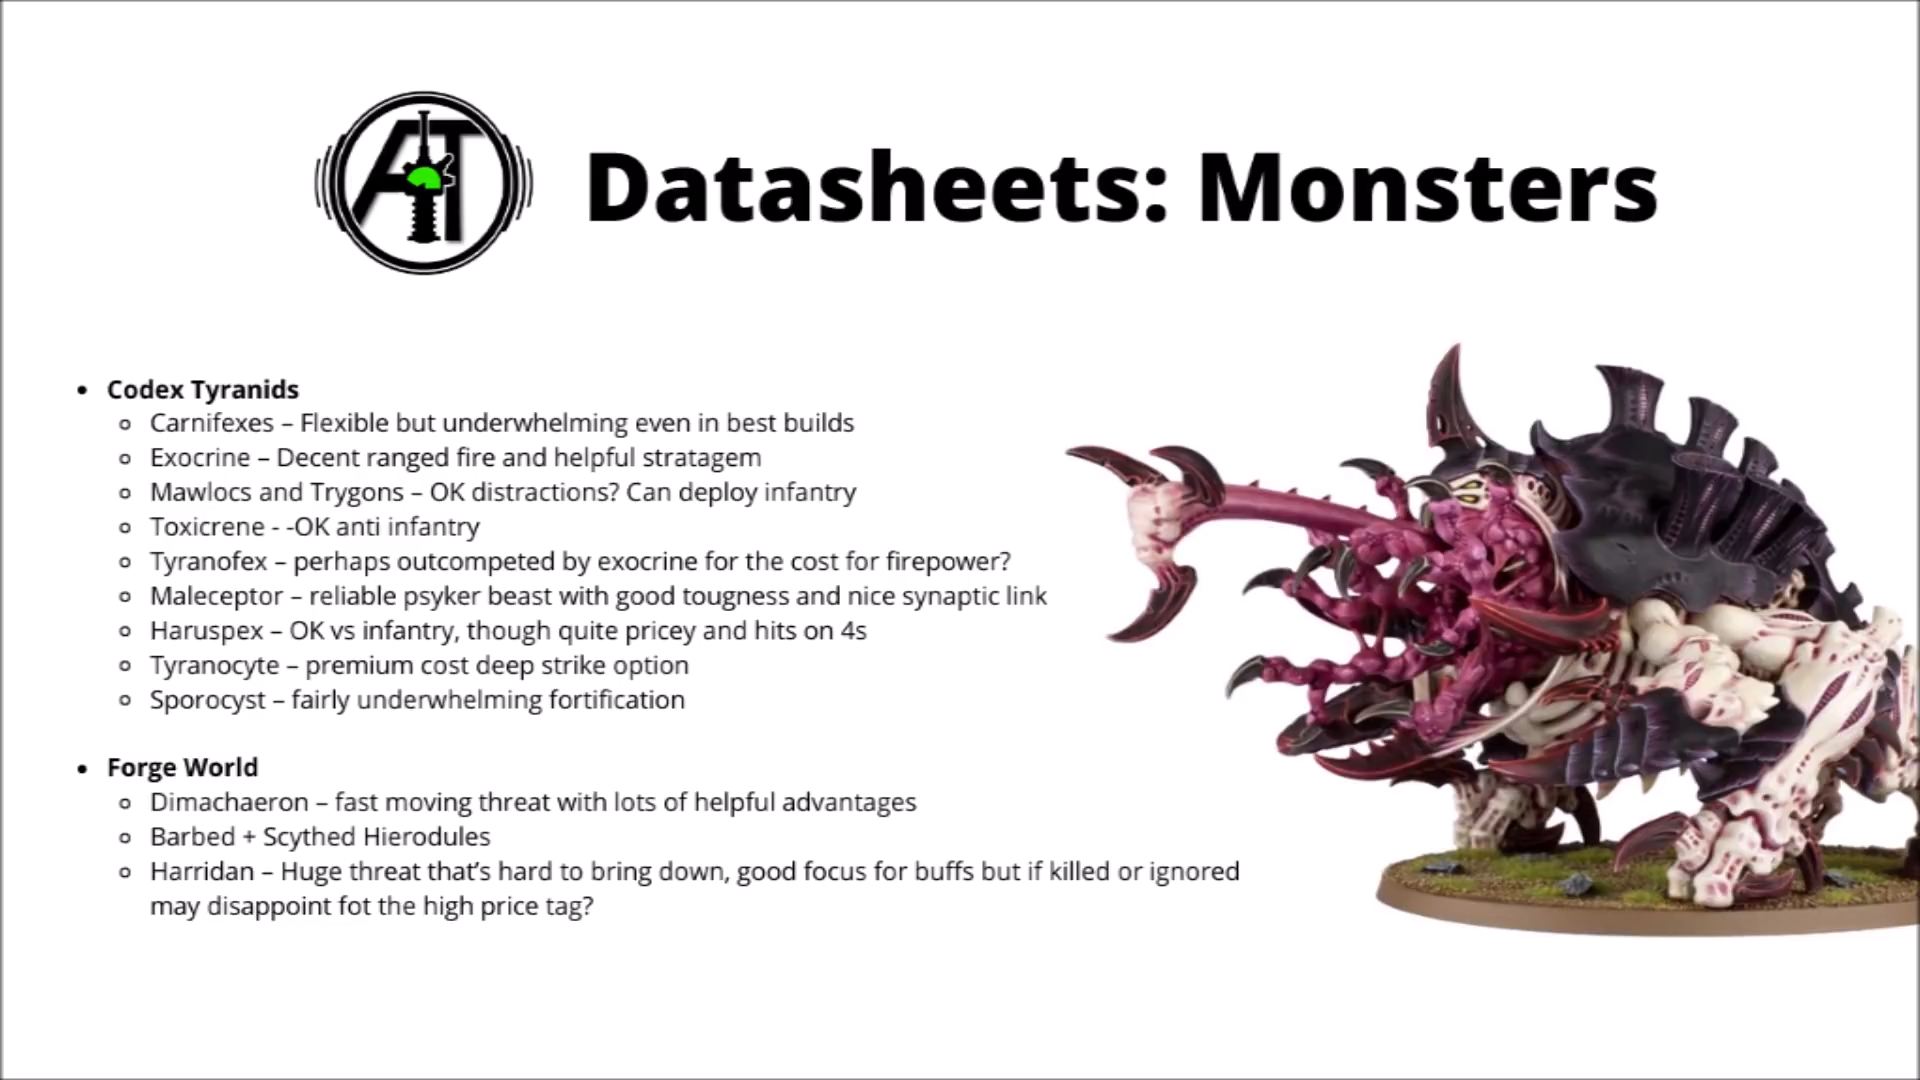 AT
Datasheets: Monsters
• Codex Tyranids
○ Carnifexes – Flexible but underwhelming even in best builds
○ Exocrine – Decent ranged fire and helpful stratagem
○ Mawlocs and Trygons – OK distractions? Can deploy infantry
○ Toxicrene - -OK anti infantry
○ Tyranofex – perhaps outcompeted by exocrine for the cost for firepower?
○ Maleceptor – reliable psyker beast with good tougness and nice synaptic link
○ Haruspex – OK vs infantry, though quite pricey and hits on 4s
○ Tyranocyte – premium cost deep strike option
○ Sporocyst – fairly underwhelming fortification
• Forge World
○ Dimachaeron – fast moving threat with lots of helpful advantages
○ Barbed + Scythed Hierodules
○ Harridan – Huge threat that’s hard to bring down, good focus for buffs but if killed or ignored
may disappoint fot the high price tag?